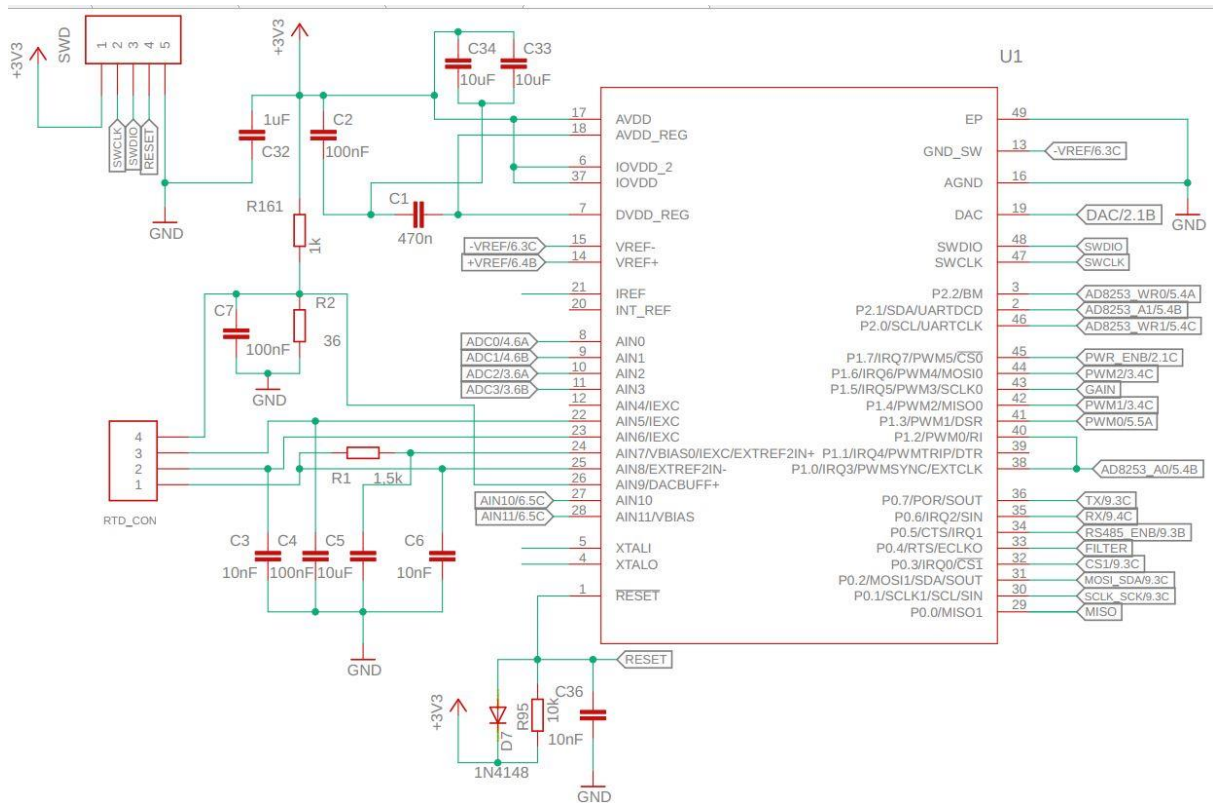 SWD
+3V3
1
2
3
4
5
SWCLK
SWDIO
RESET
GND
+3V3
1uF
C32
C2
100nF
C34
10uF
C33
10uF
C1
470n
R161
1k
C7
100nF
R2
36
GND
U1
17
AVDD
18
AVDD_REG
6
IOVDD_2
37
IOVDD
7
DVDD_REG
-VREF/6.3C
15
VREF-
+VREF/6.4B
14
VREF+
21
IREF
20
INT_REF
ADC0/4.6A
8
AIN0
ADC1/4.6B
9
AIN1
ADC2/3.6A
10
AIN2
ADC3/3.6B
11
AIN3
12
AIN4/IEXC
22
AIN5/IEXC
23
AIN6/IEXC
24
AIN7/VBIAS0/IEXC/EXTREF2IN+
25
AIN8/EXTREF2IN-
26
AIN9/DACBUFF+
AIN10/6.5C
27
AIN10
AIN11/6.5C
28
AIN11/VBIAS
5
XTALI
4
XTALO
1
RESET
EP
49
GND_SW
13
-VREF/6.3C
AGND
16
GND
DAC
19
DAC/2.1B
SWDIO
48
SWDIO
SWCLK
47
SWCLK
P2.2/BM
3
AD8253_WR0/5.4A
P2.1/SDA/UARTDCD
2
AD8253_A1/5.4B
P2.0/SCL/UARTCLK
46
AD8253_WR1/5.4C
P1.7/IRQ7/PWM5/CS0
45
PWR_ENB/2.1C
P1.6/IRQ6/PWM4/MOSI0
44
PWM2/3.4C
P1.5/IRQ5/PWM3/SCLK0
43
GAIN
P1.4/PWM2/MISO0
42
PWM1/3.4C
P1.3/PWM1/DSR
41
PWM0/5.5A
P1.2/PWM0/RI
40
P1.1/IRQ4/PWMTRIP/DTR
39
P1.0/IRQ3/PWMSYNC/EXTCLK
38
AD8253_A0/5.4B
P0.7/POR/SOUT
36
TX/9.3C
P0.6/IRQ2/SIN
35
RX/9.4C
P0.5/CTS/IRQ1
34
RS485_ENB/9.3B
P0.4/RTS/ECLKO
33
FILTER
P0.3/IRQ0/CS1
32
CS1/9.3C
P0.2/MOSI1/SDA/SOUT
31
MOSI_SDA/9.3C
P0.1/SCLK1/SCL/SIN
30
SCLK_SCK/9.3C
P0.0/MISO1
29
MISO
4
3
2
1
RTD_CON
R1
1.5k
C3
10nF
C4
100nF
C5
10uF
C6
10nF
GND
RESET
+3V3
D7
1N4148
R95
10k
C36
10nF
GND